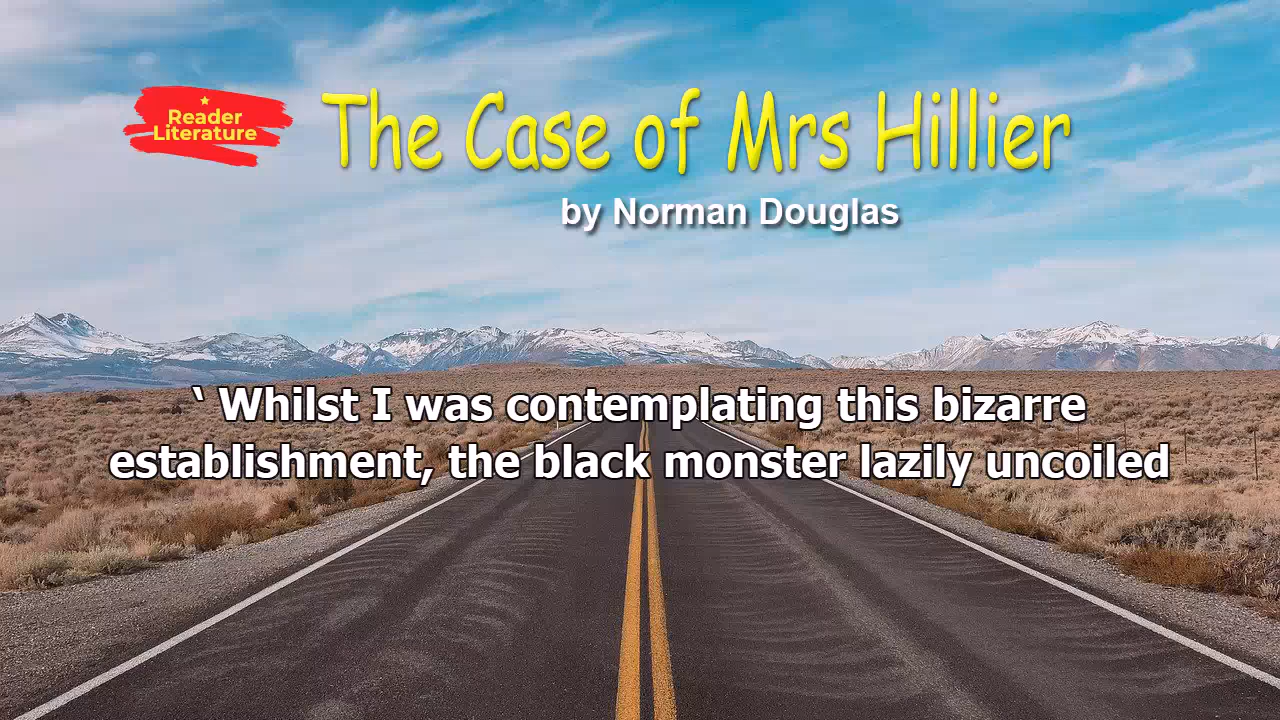 Reader
Literature
The Case of Mrs Hillier
by Norman Douglas
‘ Whilst I was contemplating this bizarre
establishment, the black monster lazily uncoiled